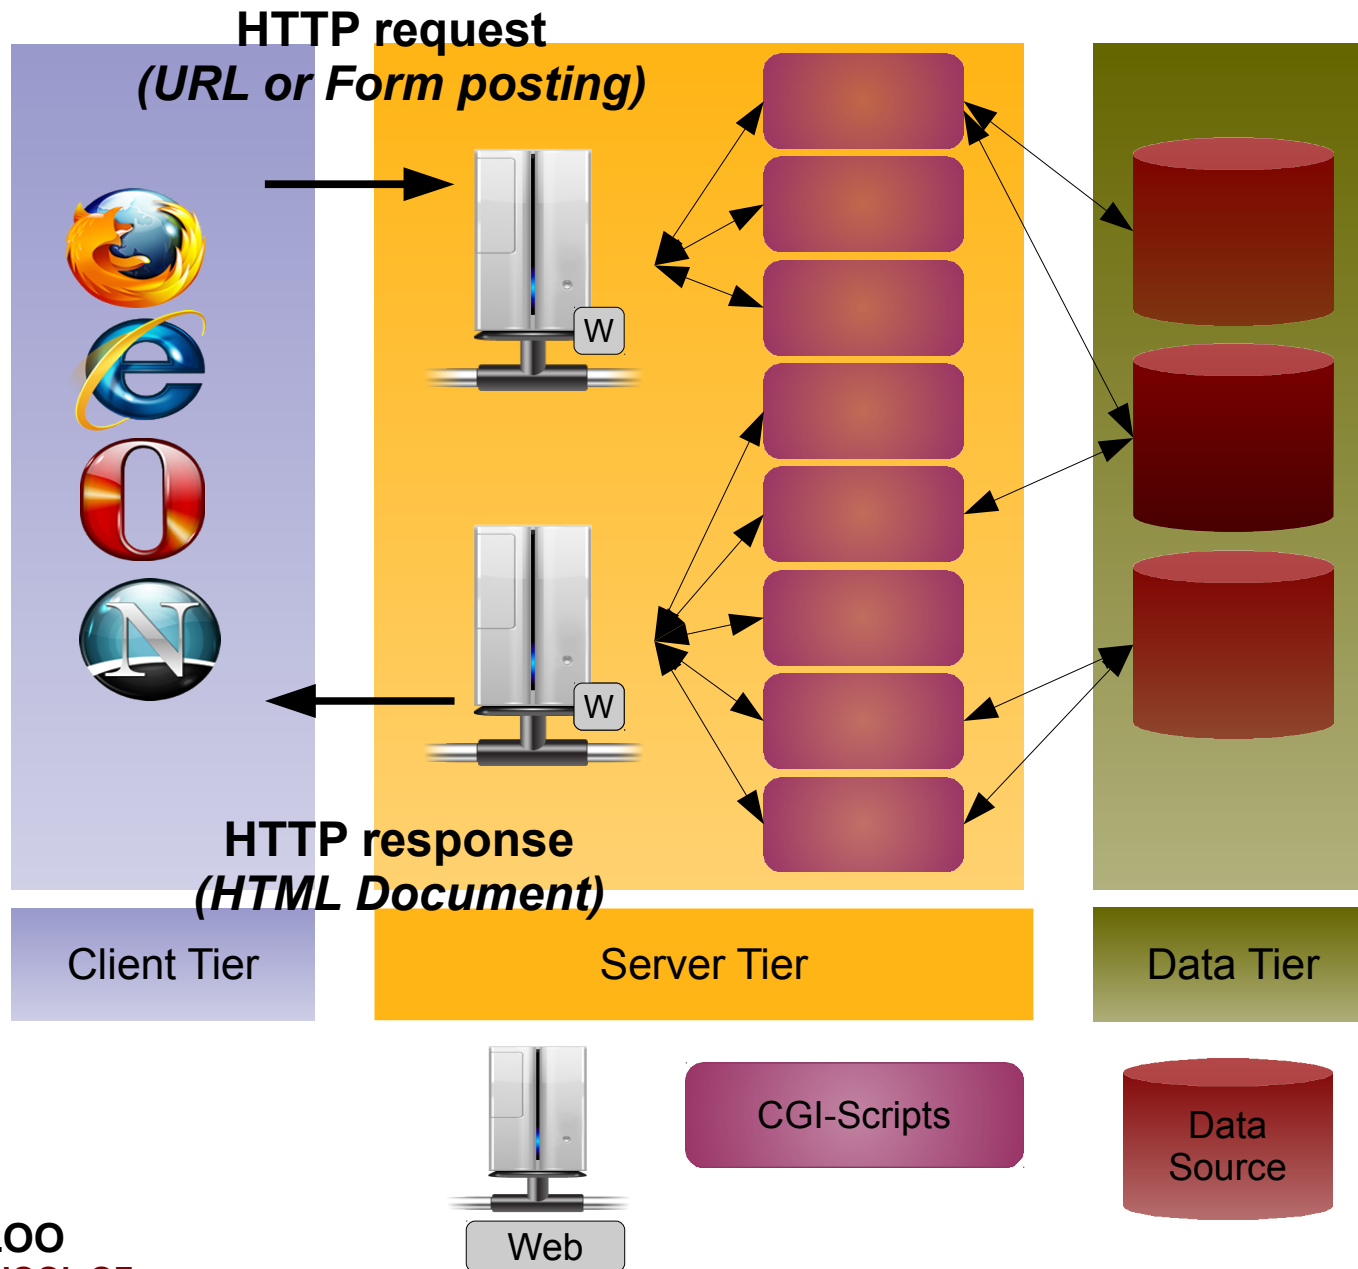 HTTP request
(URL or Form posting)
W
W
HTTP response
(HTML Document)
Client Tier
Server Tier
Data Tier
CGI-Scripts
Data
Source
Web